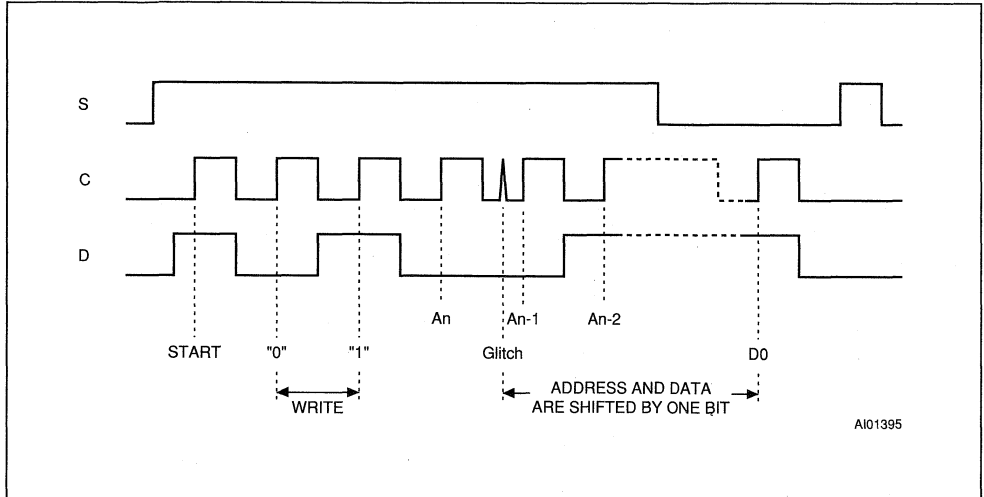 S
C
D
An
An-1
An-2
START
"0"
"1"
Glitch
D0
WRITE
ADDRESS AND DATA
ARE SHIFTED BY ONE BIT
AI01395